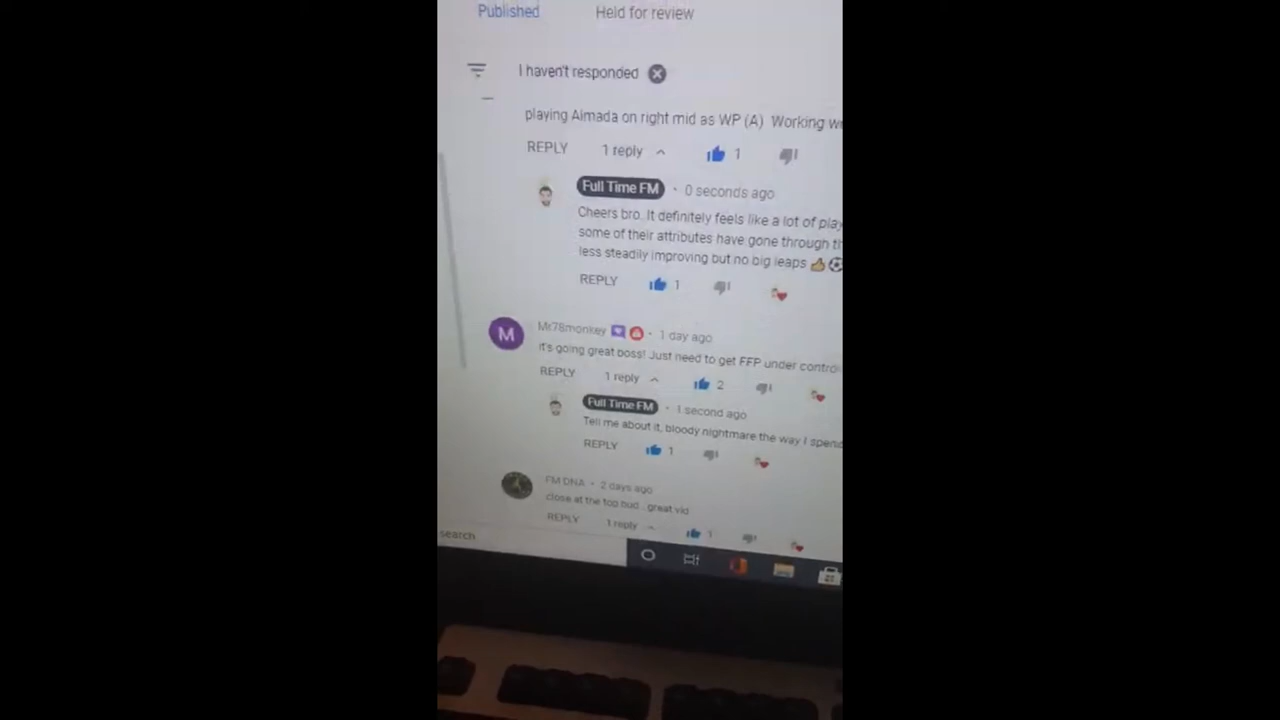 Published Held for review
I haven't responded
playing Almada on right mid as WP (A) Working
REPLY 1 reply 1
Full Time FM • 0 seconds ago
Cheers bro. It definitely feels like a lot of
some of their attributes have gone through
less steadily improving but no big leaps 👍⚽
REPLY 1
M Mr78monkey • 1 day ago
it's going great boss! Just need to get FFP under
REPLY 1 reply 2
Full Time FM • 1 second ago
Tell me about it, bloody nightmare the way I spend
REPLY 1
FM DNA • 2 days ago
close at the top bud . great vid
REPLY 1 reply 1
search